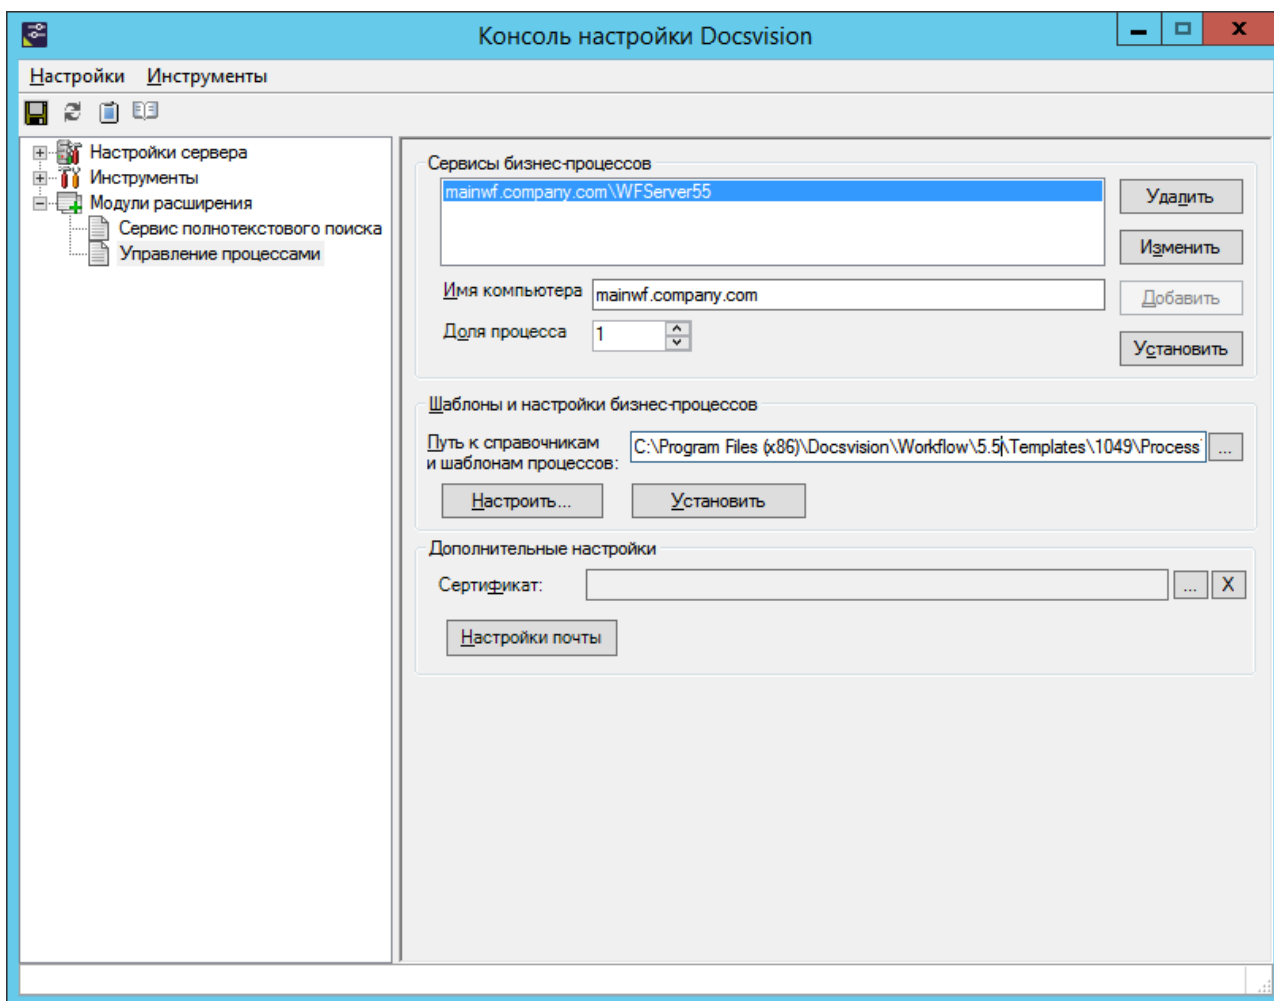 Консоль настройки Docsvision
Настройки Инструменты
Настройки сервера
Инструменты
Модули расширения
Сервис полнотекстового поиска
Управление процессами
Сервисы бизнес-процессов
mainwf.company.com\WFServer55
Удалить
Изменить
Имя компьютера mainwf.company.com
Добавить
Доля процесса 1
Установить
Шаблоны и настройки бизнес-процессов
Путь к справочникам
и шаблонам процессов:
C:\Program Files (x86)\Docsvision\Workflow\5.5\Templates\1049\Process ...
Настроить... Установить
Дополнительные настройки
Сертификат: ... X
Настройки почты